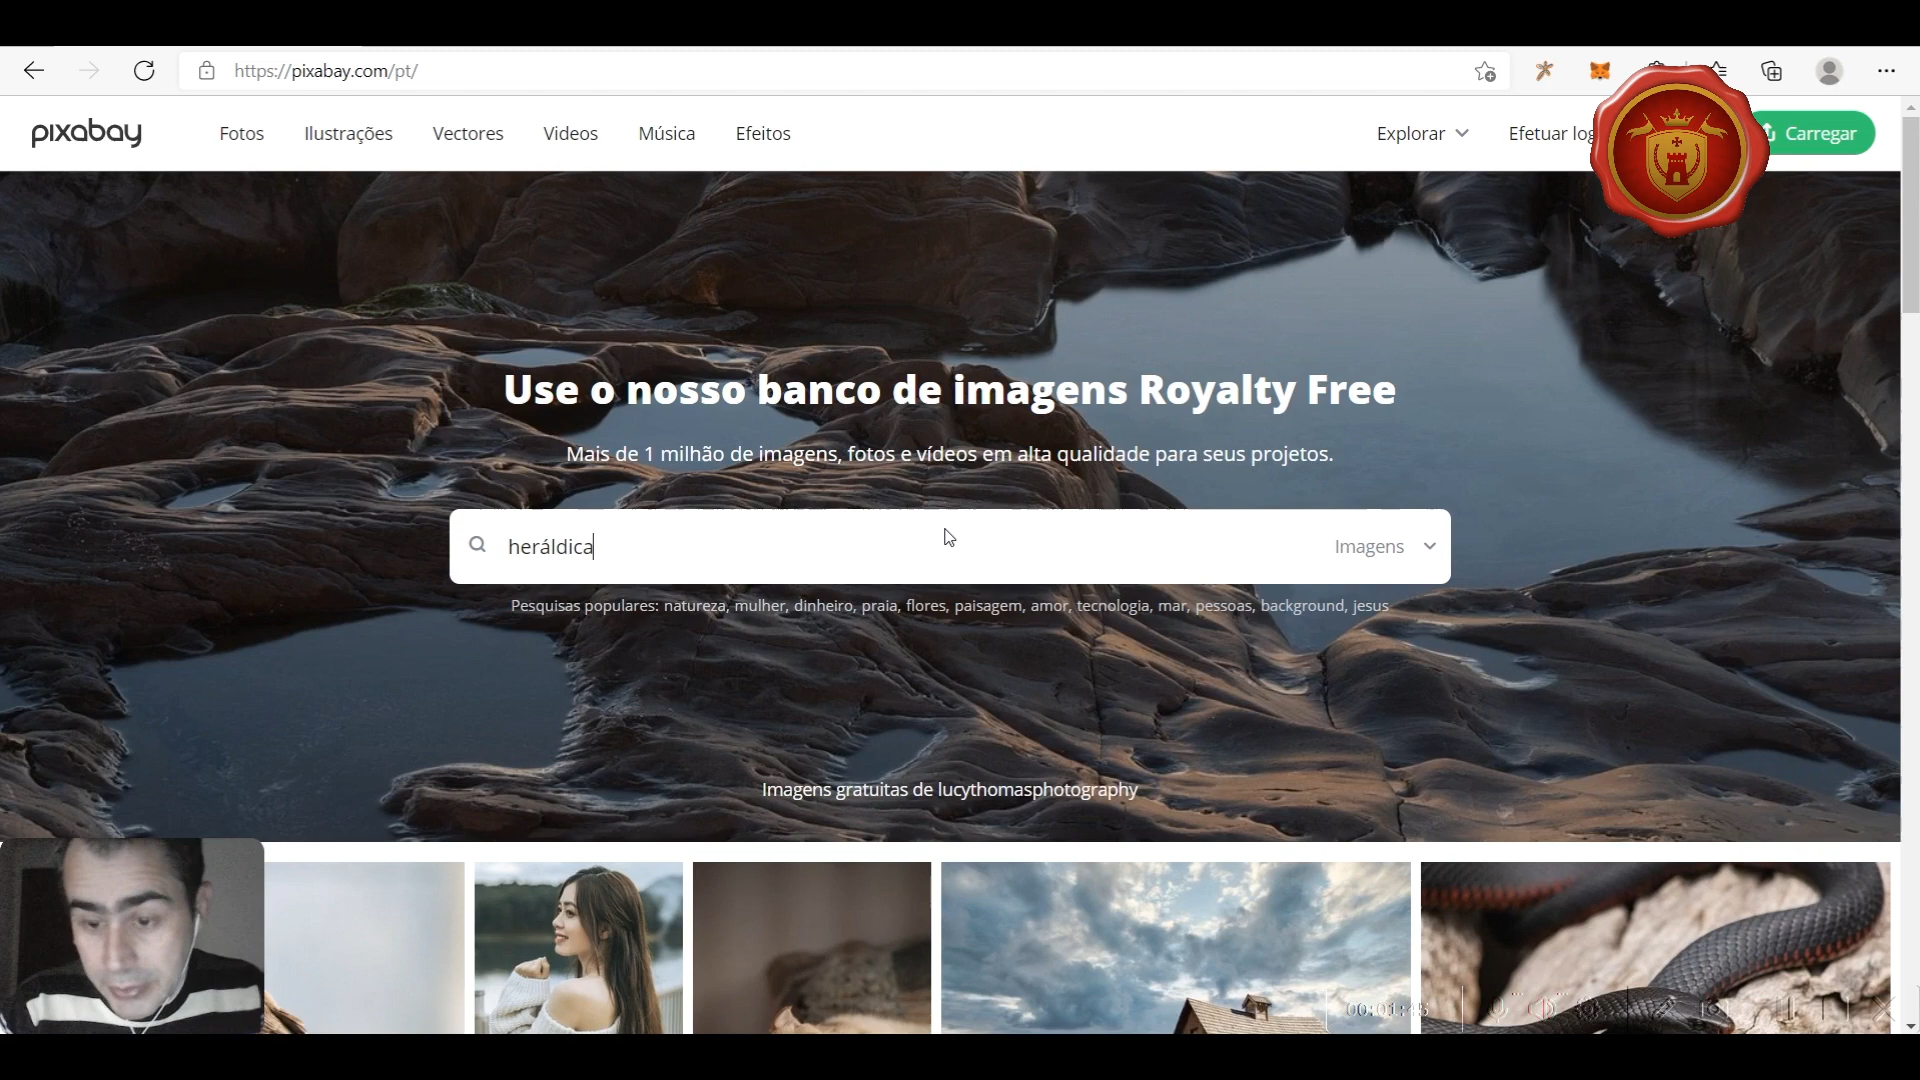 https://pixabay.com/pt/
pixabay
Fotos
Ilustrações
Vectores
Videos
Música
Efeitos
Explorar
Efetuar log
Carregar
Use o nosso banco de imagens Royalty Free
Mais de 1 milhão de imagens, fotos e vídeos em alta qualidade para seus projetos.
heráldica
Imagens
Pesquisas populares: natureza, mulher, dinheiro, praia, flores, paisagem, amor, tecnologia, mar, pessoas, background, jesus
Imagens gratuitas de lucythomasphotography